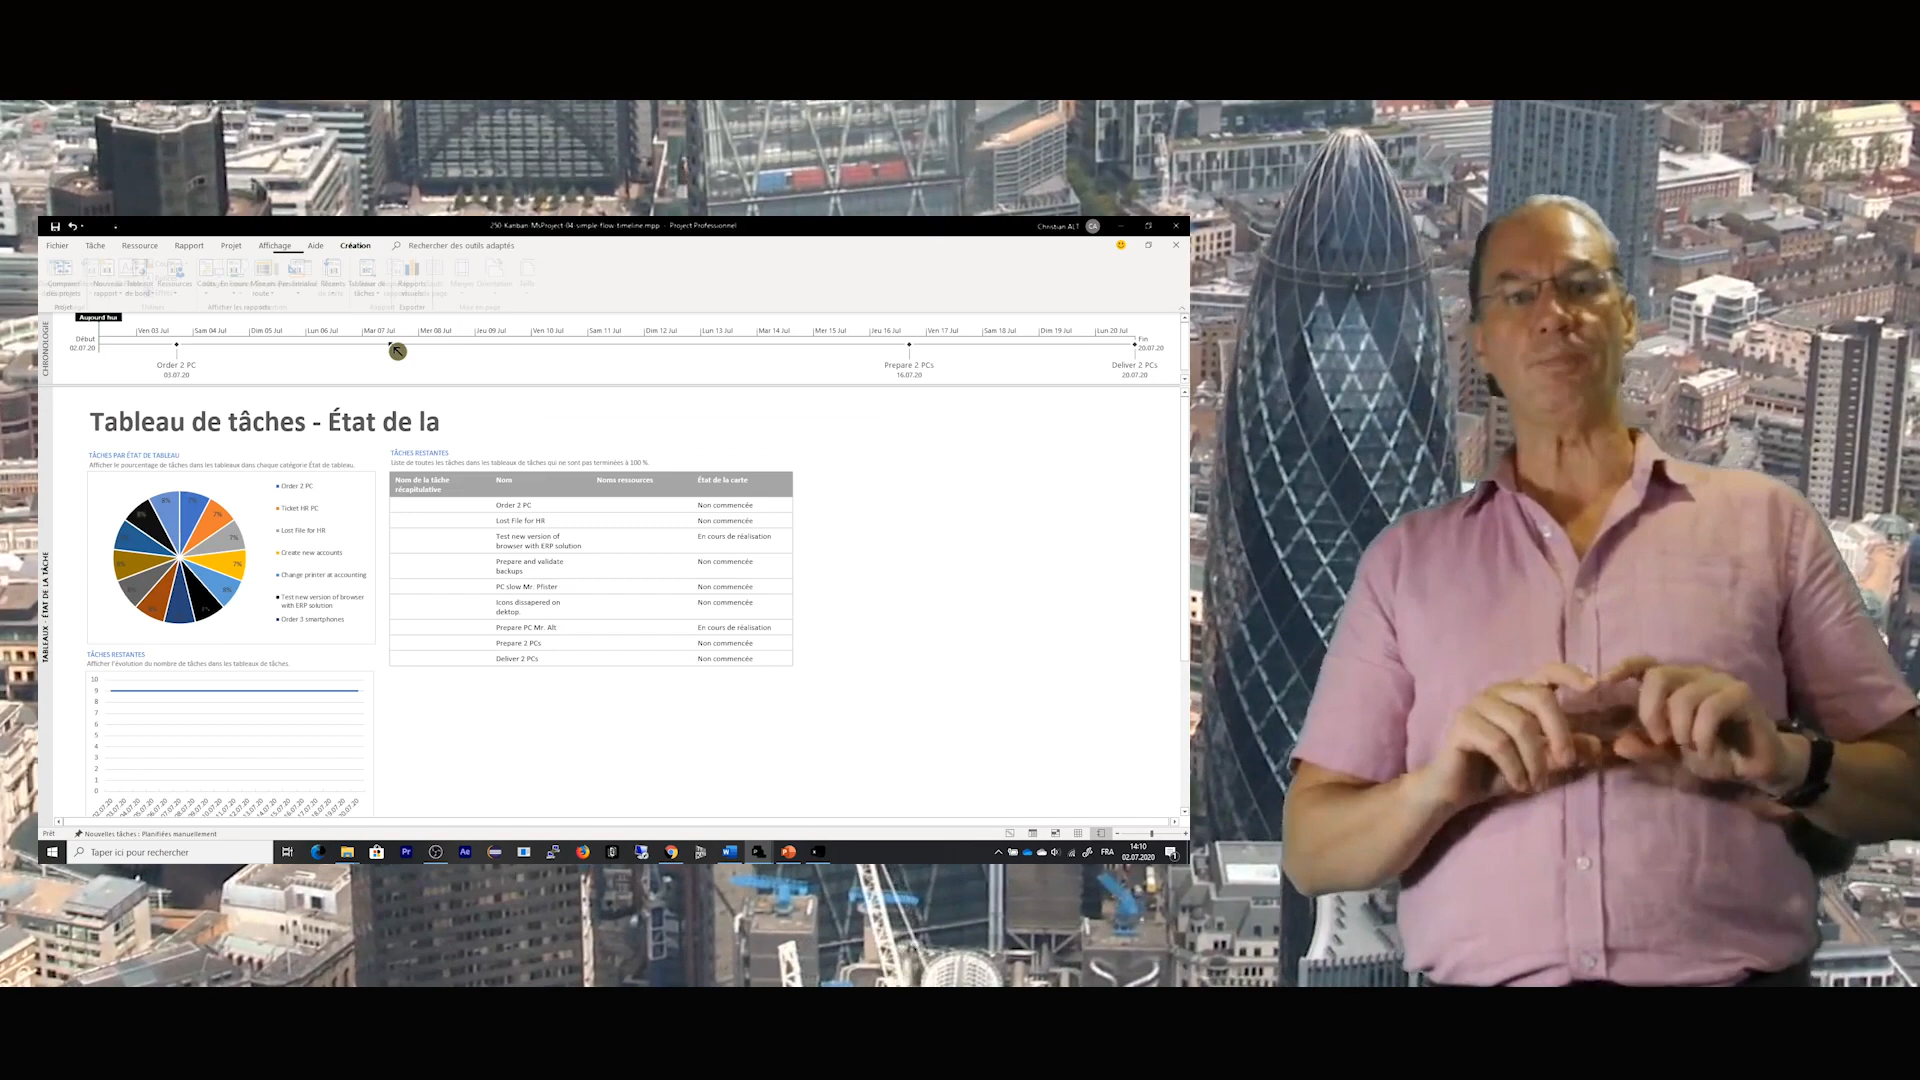 250-Kanban-MsProject-04-simple-flow-timeline.mpp - Project Professionnel
Christian ALT CA
Fichier Tâche Ressource Rapport Projet Affichage Aide Création Rechercher des outils adaptés
Projet Exporter
Aujourd'hui
CHRONOLOGIE
Ven 03 Jul Sam 04 Jul Dim 05 Jul Lun 06 Jul Mar 07 Jul Mer 08 Jul Jeu 09 Jul Ven 10 Jul Sam 11 Jul Dim 12 Jul Lun 13 Jul Mar 14 Jul Mer 15 Jul Jeu 16 Jul Ven 17 Jul Sam 18 Jul Dim 19 Jul Lun 20 Jul
Début
02.07.20
Fin
20.07.20
Order 2 PC
03.07.20
Prepare 2 PCs
16.07.20
Deliver 2 PCs
20.07.20
TABLEAUX - ÉTAT DE LA TÂCHE
Tableau de tâches - État de la
TÂCHES PAR ÉTAT DE TABLEAU
Afficher le pourcentage de tâches dans les tableaux dans chaque catégorie État de tableau.
Order 2 PC
Ticket HR PC
Lost File for HR
Create new accounts
Change printer at accounting
Test new version of browser
with ERP solution
Order 3 smartphones
TÂCHES RESTANTES
Liste de toutes les tâches dans les tableaux de tâches qui ne sont pas terminées à 100 %.
Nom de la tâche
récapitulative
Nom Noms ressources État de la carte
Order 2 PC Non commencée
Lost File for HR Non commencée
Test new version of
browser with ERP solution
En cours de réalisation
Prepare and validate
backups
Non commencée
PC slow Mr. Pfister Non commencée
Icons dissapered on
dektop.
Non commencée
Prepare PC Mr. Alt En cours de réalisation
Prepare 2 PCs Non commencée
Deliver 2 PCs Non commencée
TÂCHES RESTANTES
Afficher l'évolution du nombre de tâches dans les tableaux de tâches.
10
9
8
7
6
5
4
3
2
1
0
Prêt Nouvelles tâches : Planifiées manuellement
Taper ici pour rechercher
FRA
14:10
02.07.2020